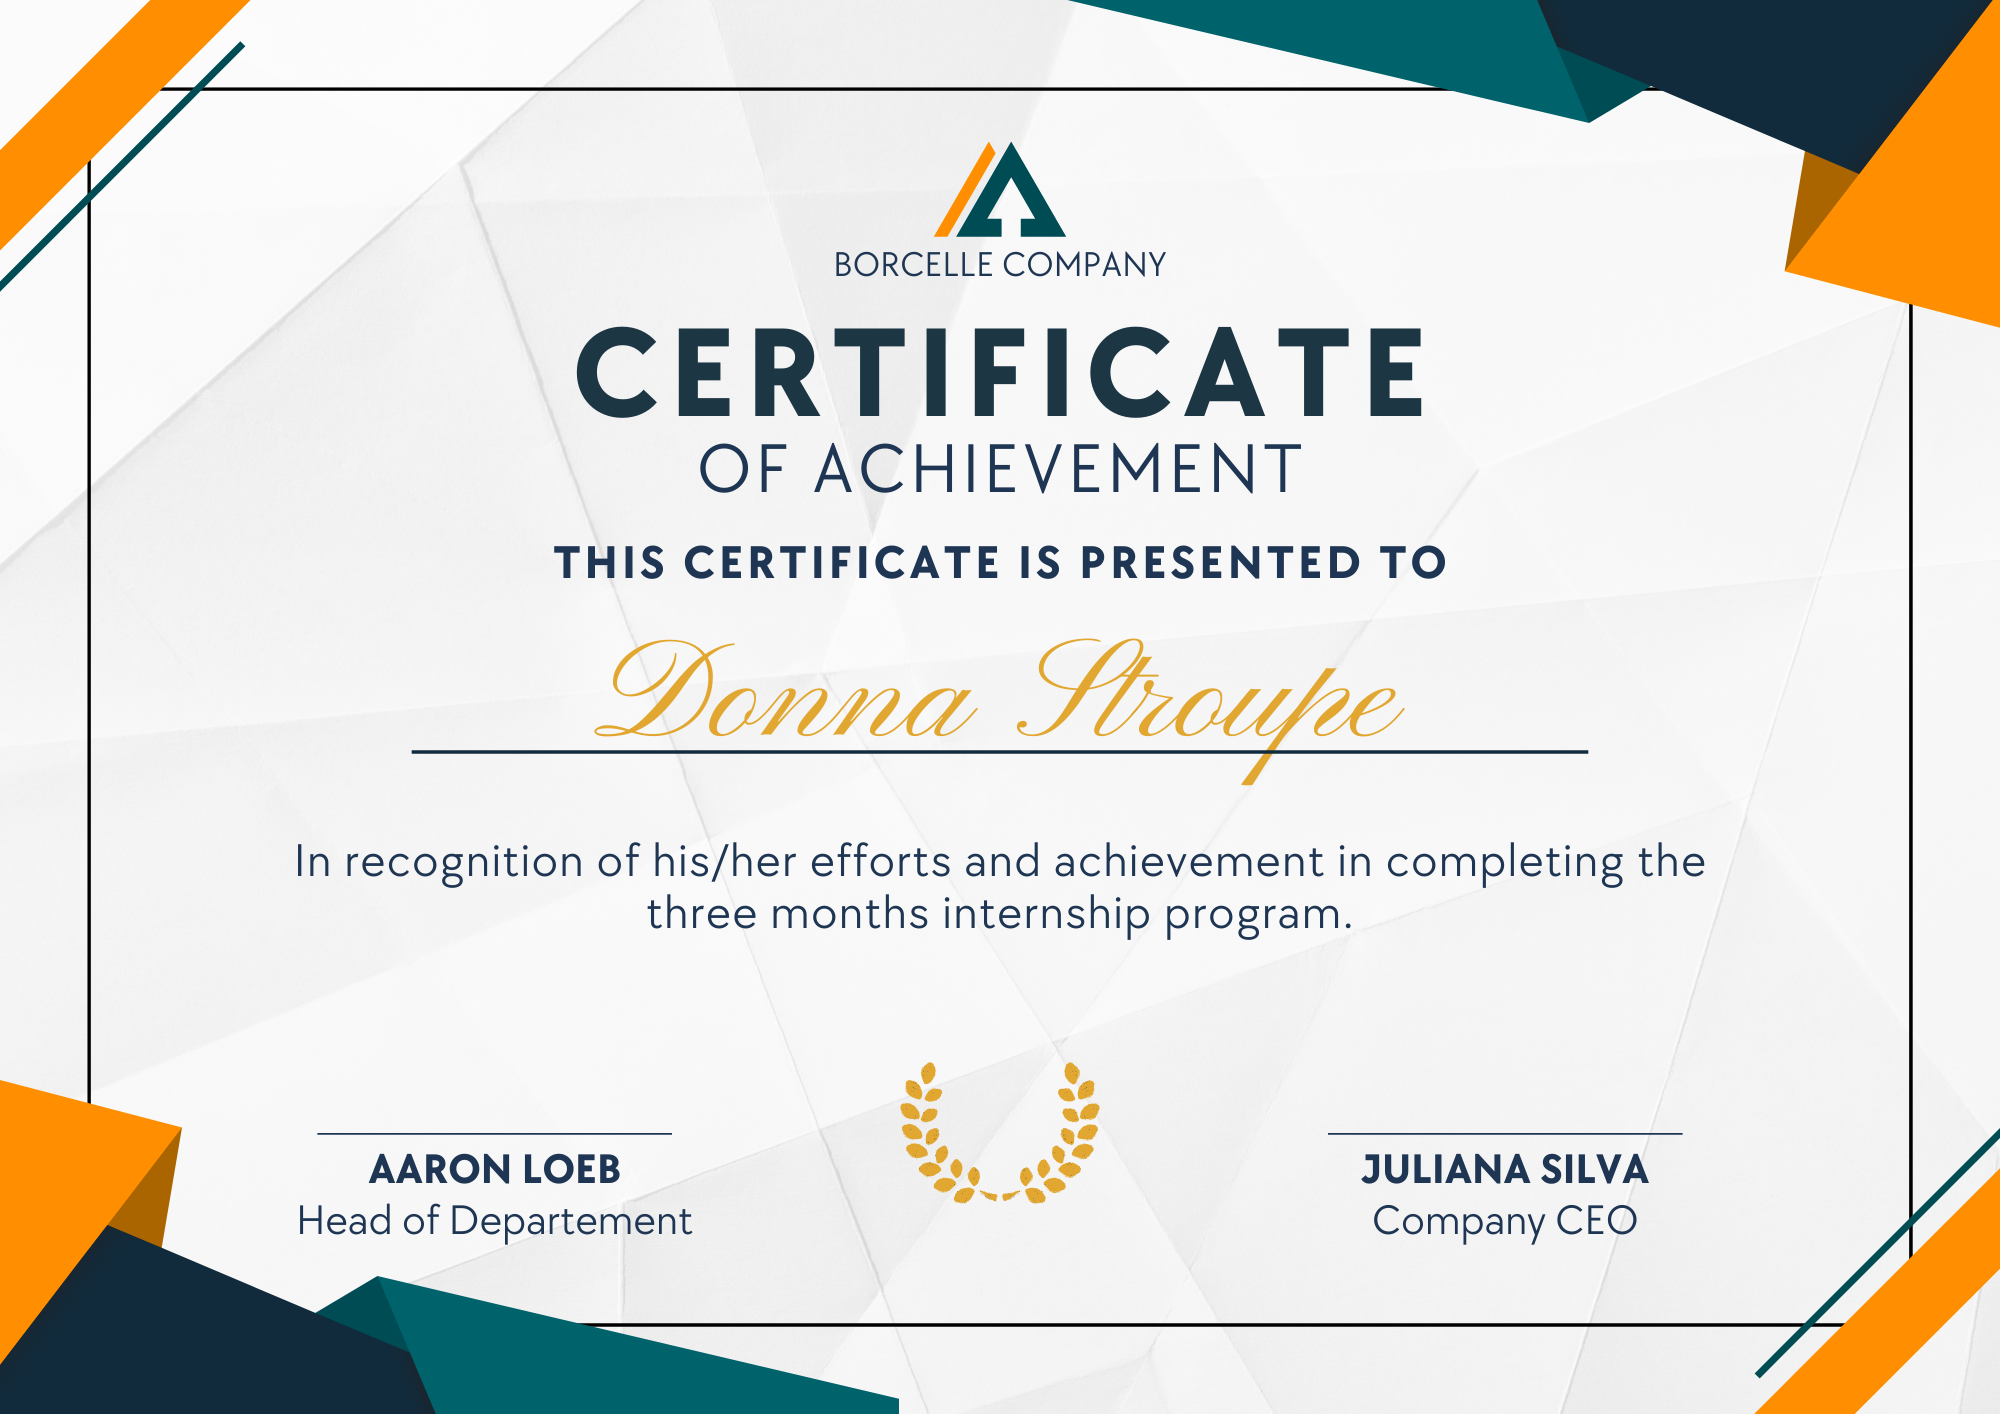 BORCELLE COMPANY
CERTIFICATE
OF ACHIEVEMENT
THIS CERTIFICATE IS PRESENTED TO
Donna Stroupe
In recognition of his/her efforts and achievement in completing the
three months internship program.
AARON LOEB
Head of Departement
JULIANA SILVA
Company CEO